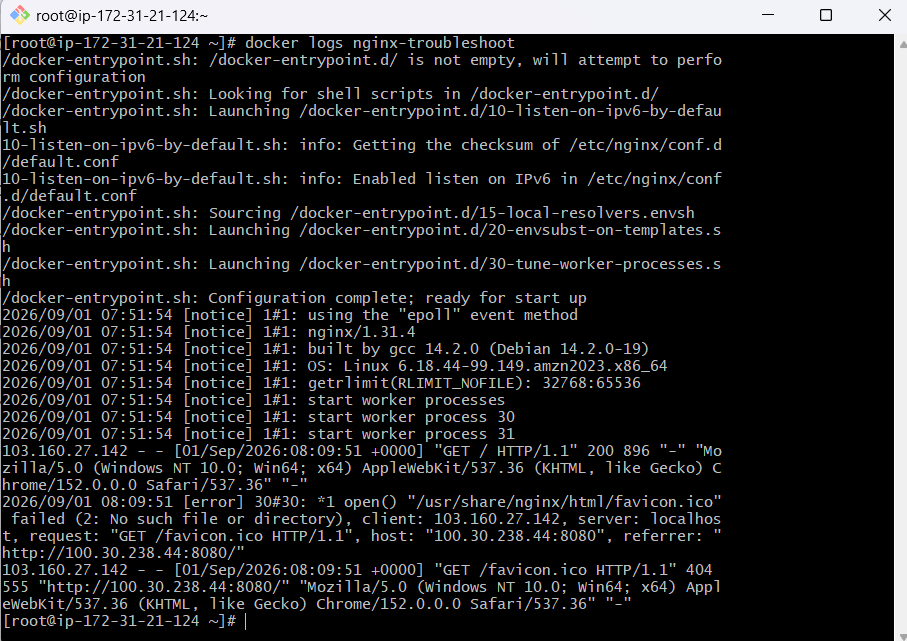 root@ip-172-31-21-124:~
[root@ip-172-31-21-124 ~]# docker logs nginx-troubleshoot
/docker-entrypoint.sh: /docker-entrypoint.d/ is not empty, will attempt to perfo
rm configuration
/docker-entrypoint.sh: Looking for shell scripts in /docker-entrypoint.d/
/docker-entrypoint.sh: Launching /docker-entrypoint.d/10-listen-on-ipv6-by-defau
lt.sh
10-listen-on-ipv6-by-default.sh: info: Getting the checksum of /etc/nginx/conf.d
/default.conf
10-listen-on-ipv6-by-default.sh: info: Enabled listen on IPv6 in /etc/nginx/conf
.d/default.conf
/docker-entrypoint.sh: Sourcing /docker-entrypoint.d/15-local-resolvers.envsh
/docker-entrypoint.sh: Launching /docker-entrypoint.d/20-envsubst-on-templates.s
h
/docker-entrypoint.sh: Launching /docker-entrypoint.d/30-tune-worker-processes.s
h
/docker-entrypoint.sh: Configuration complete; ready for start up
2026/09/01 07:51:54 [notice] 1#1: using the "epoll" event method
2026/09/01 07:51:54 [notice] 1#1: nginx/1.31.4
2026/09/01 07:51:54 [notice] 1#1: built by gcc 14.2.0 (Debian 14.2.0-19)
2026/09/01 07:51:54 [notice] 1#1: OS: Linux 6.18.44-99.149.amzn2023.x86_64
2026/09/01 07:51:54 [notice] 1#1: getrlimit(RLIMIT_NOFILE): 32768:65536
2026/09/01 07:51:54 [notice] 1#1: start worker processes
2026/09/01 07:51:54 [notice] 1#1: start worker process 30
2026/09/01 07:51:54 [notice] 1#1: start worker process 31
103.160.27.142 - - [01/Sep/2026:08:09:51 +0000] "GET / HTTP/1.1" 200 896 "-" "Mo
zilla/5.0 (Windows NT 10.0; Win64; x64) AppleWebKit/537.36 (KHTML, like Gecko) C
hrome/152.0.0.0 Safari/537.36" "-"
2026/09/01 08:09:51 [error] 30#30: *1 open() "/usr/share/nginx/html/favicon.ico"
 failed (2: No such file or directory), client: 103.160.27.142, server: localhos
t, request: "GET /favicon.ico HTTP/1.1", host: "100.30.238.44:8080", referrer: "
http://100.30.238.44:8080/"
103.160.27.142 - - [01/Sep/2026:08:09:51 +0000] "GET /favicon.ico HTTP/1.1" 404
555 "http://100.30.238.44:8080/" "Mozilla/5.0 (Windows NT 10.0; Win64; x64) Appl
eWebKit/537.36 (KHTML, like Gecko) Chrome/152.0.0.0 Safari/537.36" "-"
[root@ip-172-31-21-124 ~]#